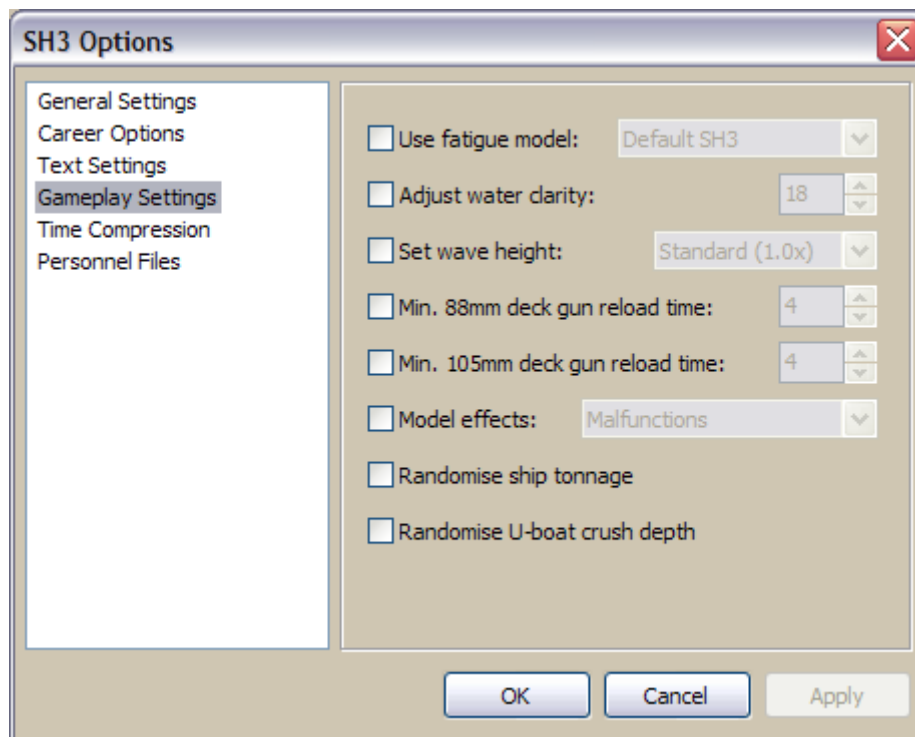 SH3 Options
General Settings
Career Options
Text Settings
Gameplay Settings
Time Compression
Personnel Files
Use fatigue model: Default SH3
Adjust water clarity: 18
Set wave height: Standard (1.0x)
Min. 88mm deck gun reload time: 4
Min. 105mm deck gun reload time: 4
Model effects: Malfunctions
Randomise ship tonnage
Randomise U-boat crush depth
OK Cancel Apply